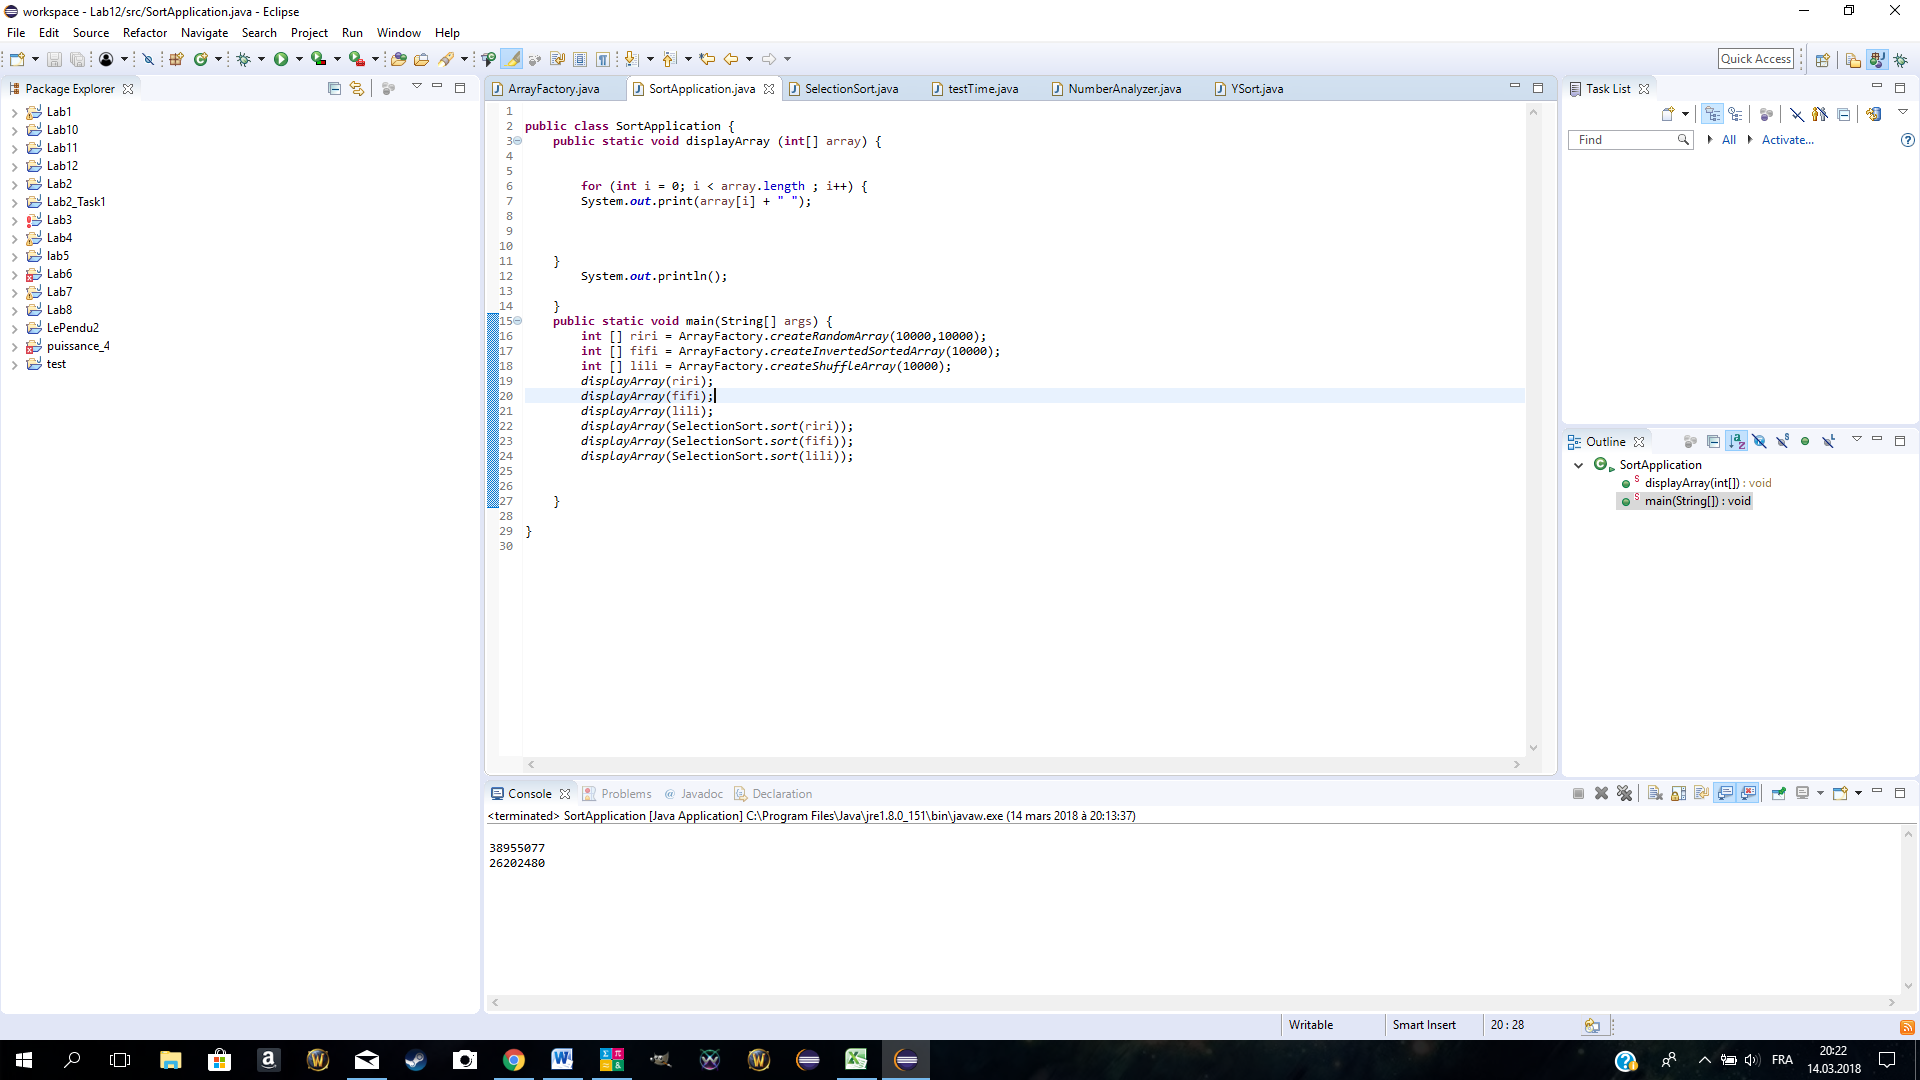 workspace - Lab12/src/SortApplication.java - Eclipse
File Edit Source Refactor Navigate Search Project Run Window Help
Quick Access
Package Explorer
Lab1
Lab10
Lab11
Lab12
Lab2
Lab2_Task1
Lab3
Lab4
lab5
Lab6
Lab7
Lab8
LePendu2
puissance_4
test
ArrayFactory.java SortApplication.java SelectionSort.java testTime.java NumberAnalyzer.java YSort.java
1
2 public class SortApplication {
3 public static void displayArray (int[] array) {
4
5
6 for (int i = 0; i < array.length ; i++) {
7 System.out.print(array[i] + " ");
8
9
10
11 }
12 System.out.println();
13
14 }
15 public static void main(String[] args) {
16 int [] riri = ArrayFactory.createRandomArray(10000,10000);
17 int [] fifi = ArrayFactory.createInvertedSortedArray(10000);
18 int [] lili = ArrayFactory.createShuffleArray(10000);
19 displayArray(riri);
20 displayArray(fifi);
21 displayArray(lili);
22 displayArray(SelectionSort.sort(riri));
23 displayArray(SelectionSort.sort(fifi));
24 displayArray(SelectionSort.sort(lili));
25
26
27 }
28
29 }
30
Task List
Find All Activate...
Outline
SortApplication
displayArray(int[]) : void
main(String[]) : void
Console Problems @ Javadoc Declaration
<terminated> SortApplication [Java Application] C:\Program Files\Java\jre1.8.0_151\bin\javaw.exe (14 mars 2018 à 20:13:37)
38955077
26202480
Writable Smart Insert 20 : 28
FRA
20:22
14.03.2018